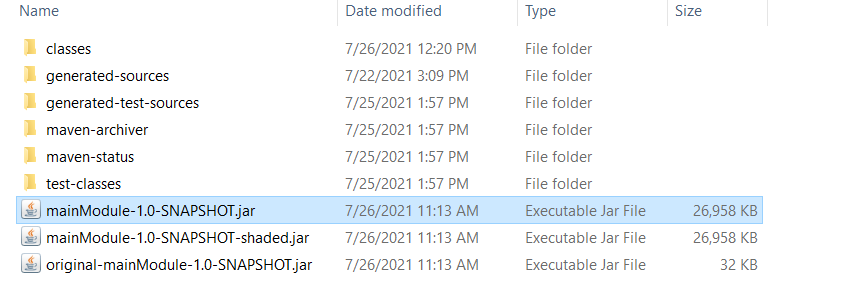 Name Date modified Type Size
classes 7/26/2021 12:20 PM File folder
generated-sources 7/22/2021 3:09 PM File folder
generated-test-sources 7/25/2021 1:57 PM File folder
maven-archiver 7/25/2021 1:57 PM File folder
maven-status 7/25/2021 1:57 PM File folder
test-classes 7/25/2021 1:57 PM File folder
mainModule-1.0-SNAPSHOT.jar 7/26/2021 11:13 AM Executable Jar File 26,958 KB
mainModule-1.0-SNAPSHOT-shaded.jar 7/26/2021 11:13 AM Executable Jar File 26,958 KB
original-mainModule-1.0-SNAPSHOT.jar 7/26/2021 11:13 AM Executable Jar File 32 KB